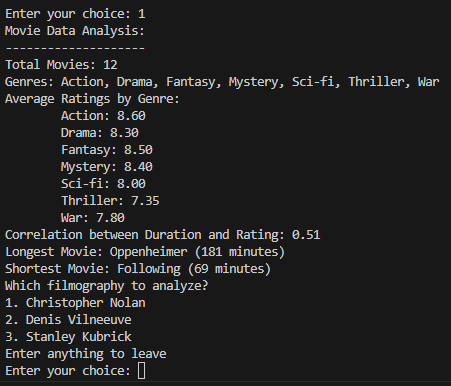 Enter your choice: 1
Movie Data Analysis:
--------------------
Total Movies: 12
Genres: Action, Drama, Fantasy, Mystery, Sci-fi, Thriller, War
Average Ratings by Genre:
Action: 8.60
Drama: 8.30
Fantasy: 8.50
Mystery: 8.40
Sci-fi: 8.00
Thriller: 7.35
War: 7.80
Correlation between Duration and Rating: 0.51
Longest Movie: Oppenheimer (181 minutes)
Shortest Movie: Following (69 minutes)
Which filmography to analyze?
1. Christopher Nolan
2. Denis Vilneeuve
3. Stanley Kubrick
Enter anything to leave
Enter your choice: